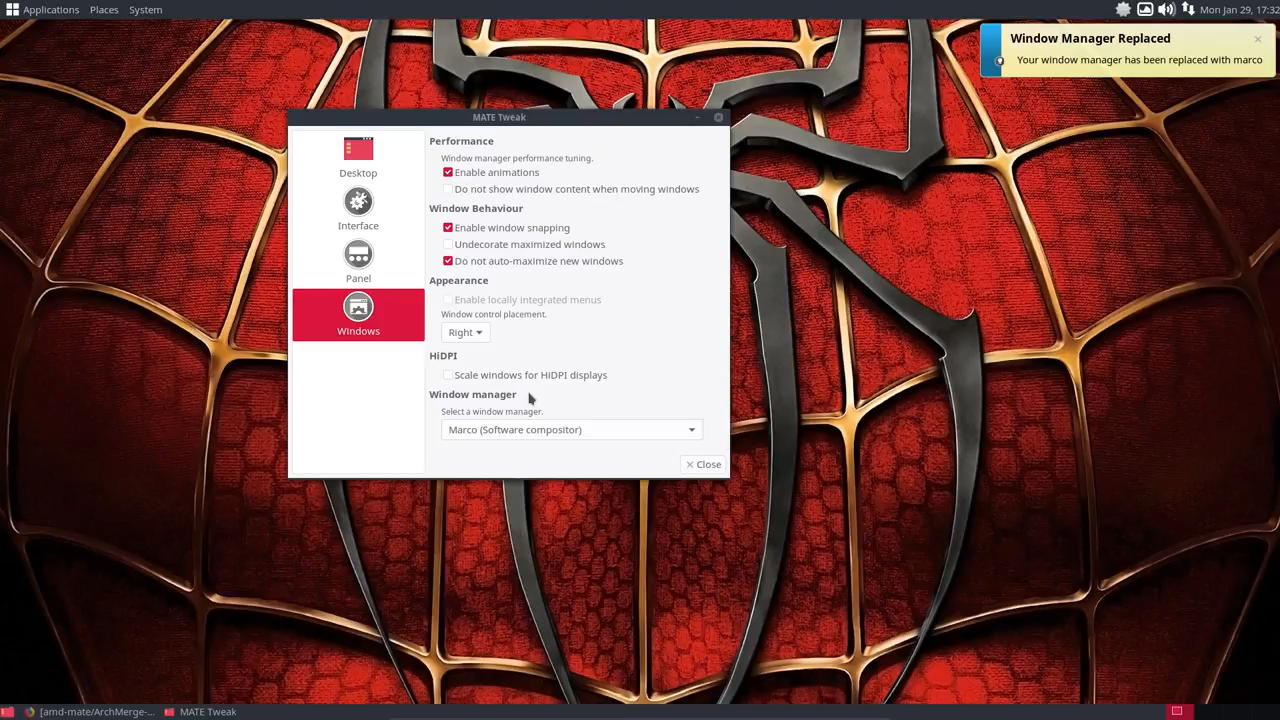 Applications Places System
Mon Jan 29, 17:32
Window Manager Replaced
Your window manager has been replaced with marco
MATE Tweak
Desktop
Interface
Panel
Windows
Performance
Window manager performance tuning.
Enable animations
Do not show window content when moving windows
Window Behaviour
Enable window snapping
Undecorate maximized windows
Do not auto-maximize new windows
Appearance
Enable locally integrated menus
Window control placement.
Right
HiDPI
Scale windows for HiDPI displays
Window manager
Select a window manager.
Marco (Software compositor)
Close
[amd-mate/ArchMerge-... MATE Tweak